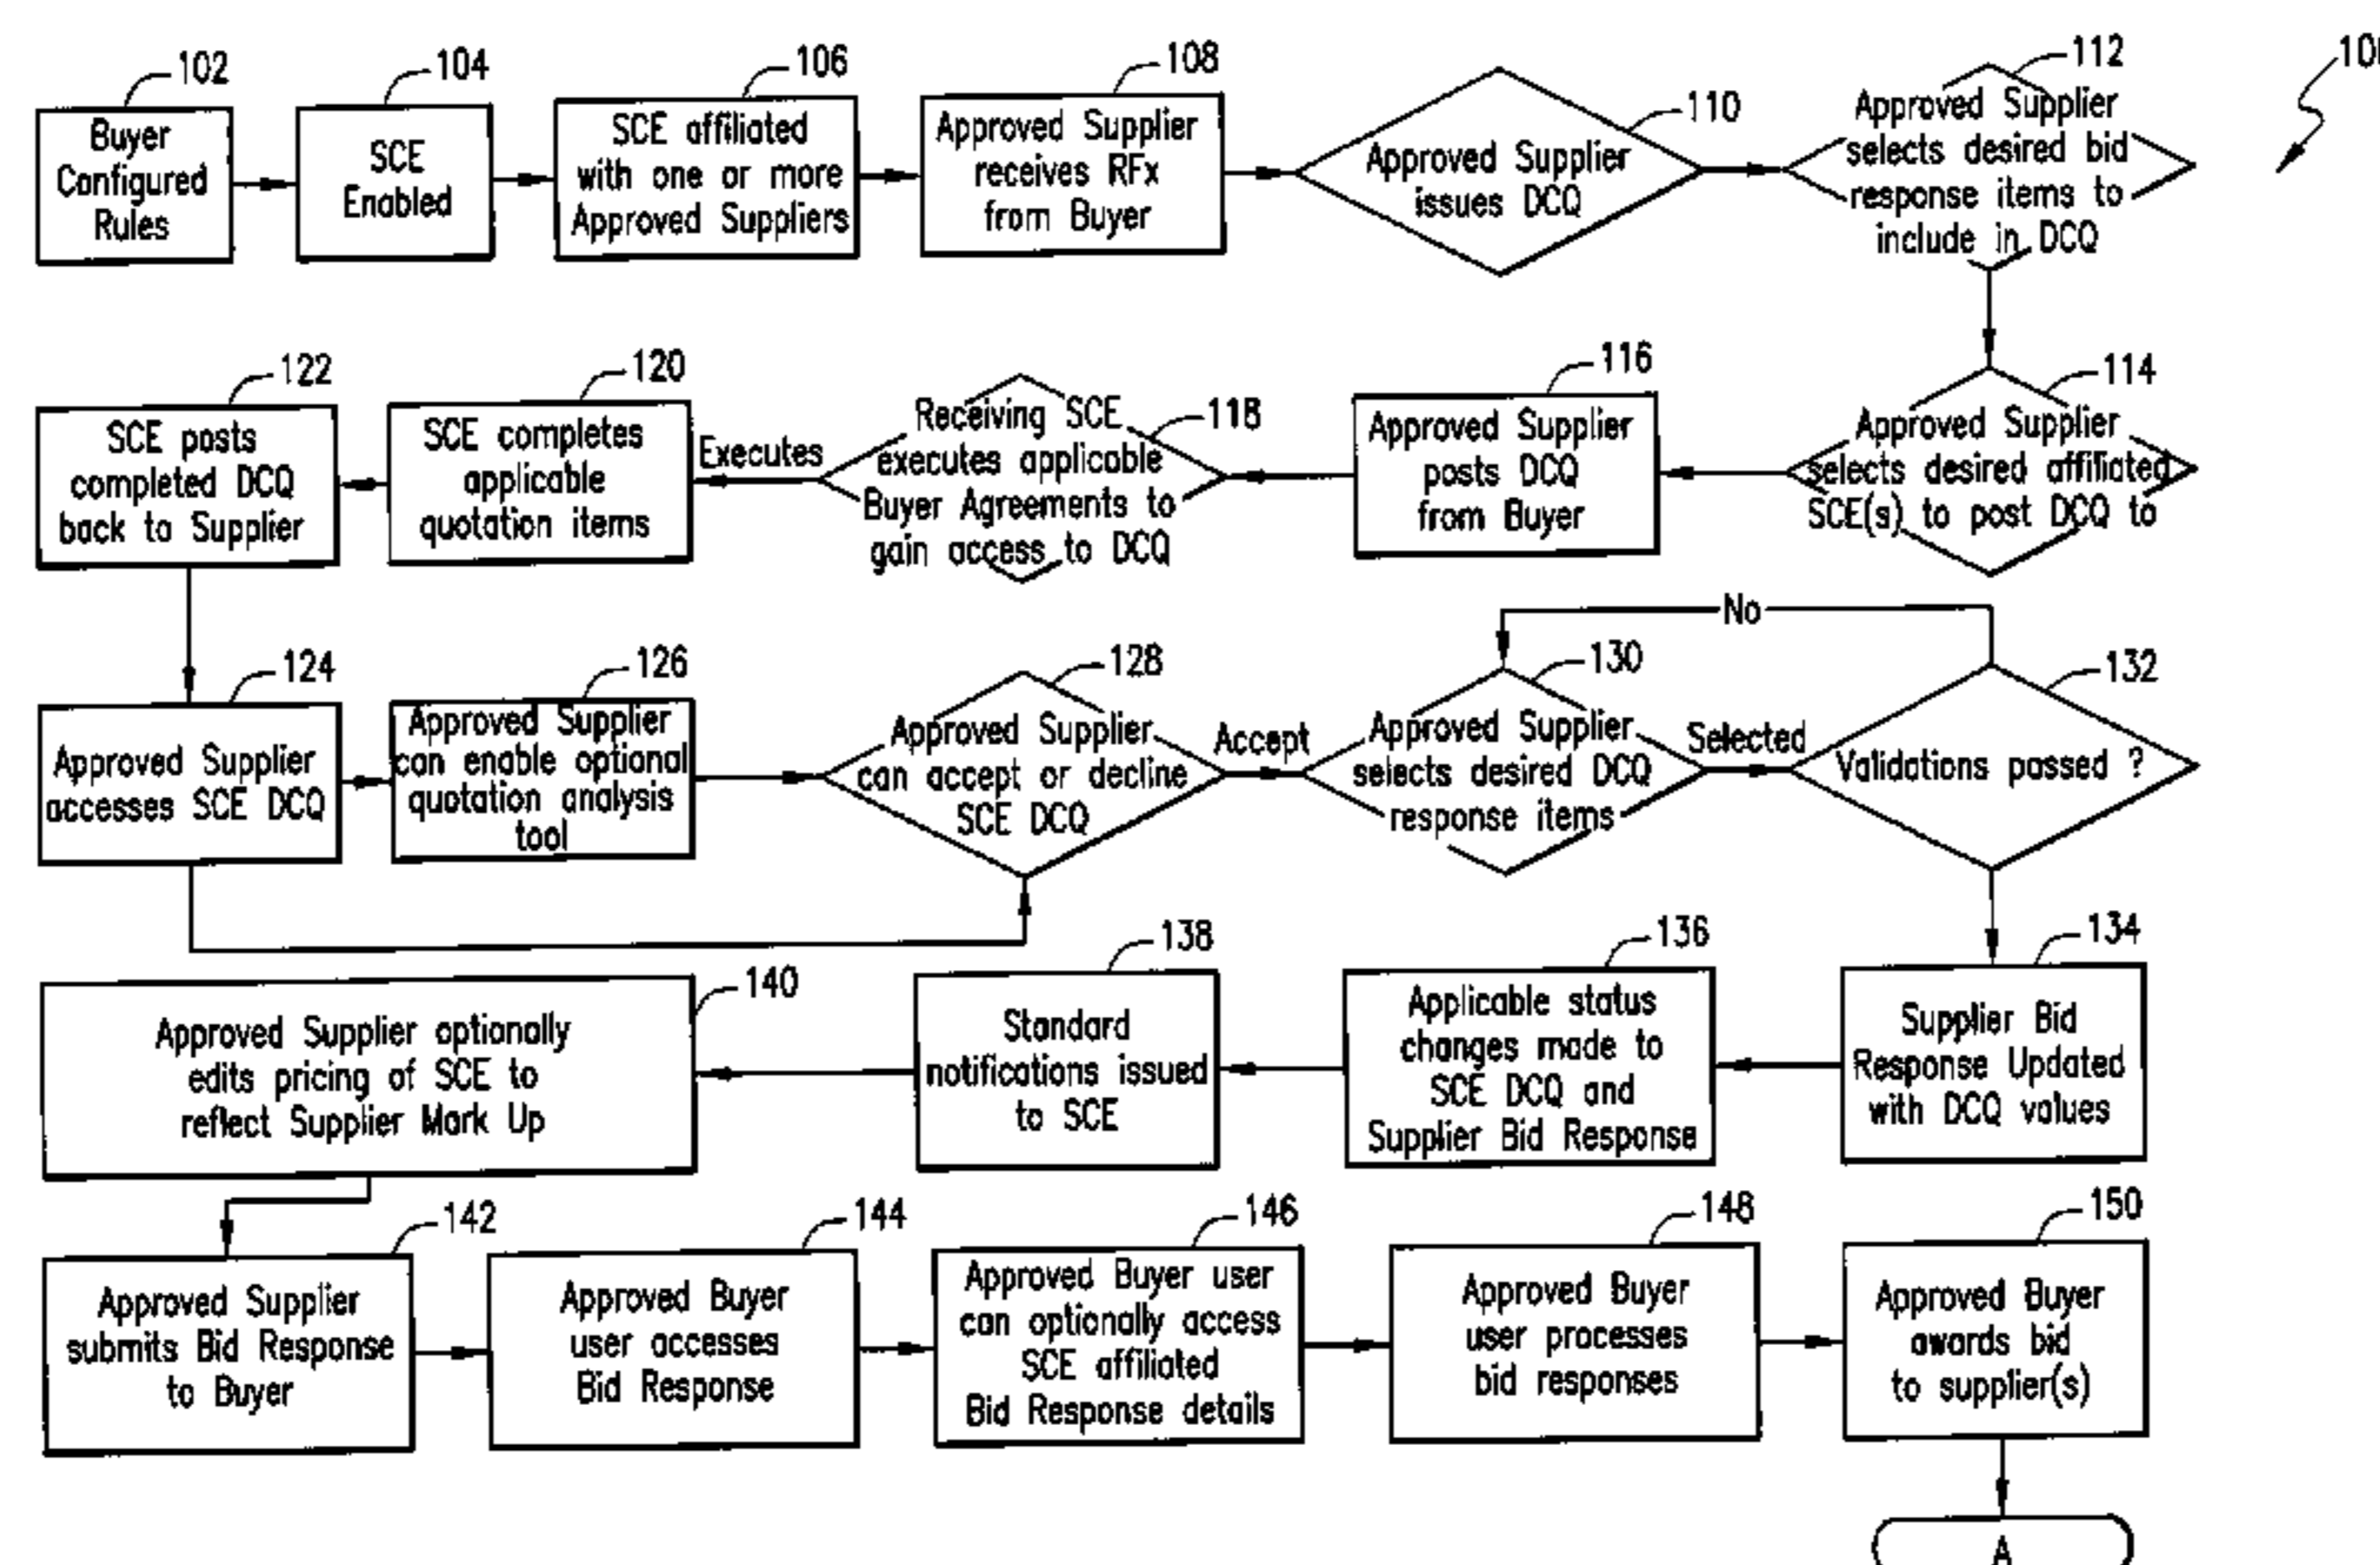 102
Buyer
Configured
Rules
104
SCE
Enabled
106
SCE affiliated
with one or more
Approved Suppliers
108
Approved Supplier
receives RFx
from Buyer
110
Approved Supplier
issues DCQ
112
Approved Supplier
selects desired bid
response items to
include in DCQ
114
Approved Supplier
selects desired affiliated
SCE(s) to post DCQ to
116
Approved Supplier
posts DCQ
from Buyer
118
Receiving SCE
executes applicable
Buyer Agreements to
gain access to DCQ
Executes
120
SCE completes
applicable
quotation items
122
SCE posts
completed DCQ
back to Supplier
124
Approved Supplier
accesses SCE DCQ
126
Approved Supplier
can enable optional
quotation analysis
tool
128
Approved Supplier
can accept or decline
SCE DCQ
Accept
130
Approved Supplier
selects desired DCQ
response items
Selected
132
Validations passed ?
No
134
Supplier Bid
Response Updated
with DCQ values
136
Applicable status
changes made to
SCE DCQ and
Supplier Bid Response
138
Standard
notifications issued
to SCE
140
Approved Supplier optionally
edits pricing of SCE to
reflect Supplier Mark Up
142
Approved Supplier
submits Bid Response
to Buyer
144
Approved Buyer
user accesses
Bid Response
146
Approved Buyer user
can optionally access
SCE affiliated
Bid Response details
148
Approved Buyer
user processes
bid responses
150
Approved Buyer
awards bid
to supplier(s)
A